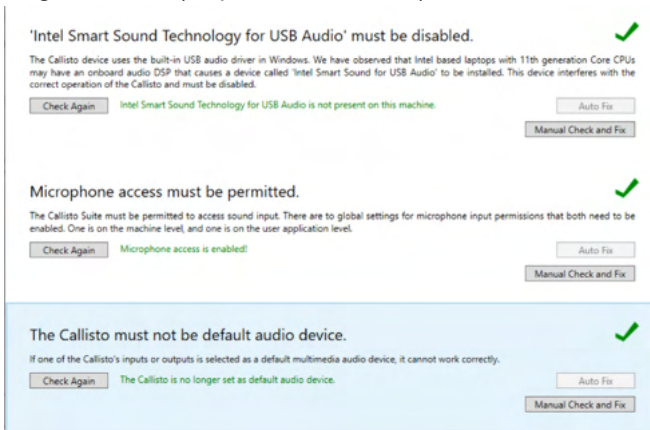 'Intel Smart Sound Technology for USB Audio' must be disabled.
The Callisto device uses the built-in USB audio driver in Windows. We have observed that Intel based laptops with 11th generation Core CPUs
may have an onboard audio DSP that causes a device called 'Intel Smart Sound for USB Audio' to be installed. This device interferes with the
correct operation of the Callisto and must be disabled.
Check Again Intel Smart Sound Technology for USB Audio is not present on this machine. Auto Fix
Manual Check and Fix
Microphone access must be permitted.
The Callisto Suite must be permitted to access sound input. There are to global settings for microphone input permissions that both need to be
enabled. One is on the machine level, and one is on the user application level.
Check Again Microphone access is enabled! Auto Fix
Manual Check and Fix
The Callisto must not be default audio device.
If one of the Callisto's inputs or outputs is selected as a default multimedia audio device, it cannot work correctly.
Check Again The Callisto is no longer set as default audio device. Auto Fix
Manual Check and Fix